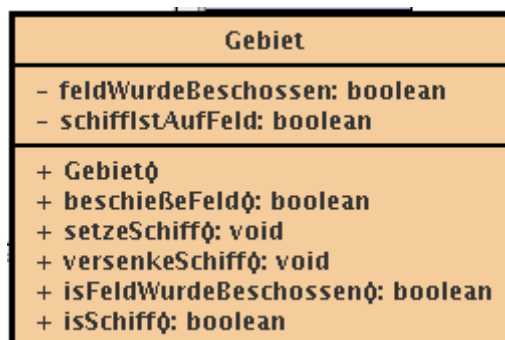 Gebiet
- feldWurdeBeschossen: boolean
- schiffIstAufFeld: boolean
+ Gebiet()
+ beschießeFeld(): boolean
+ setzeSchiff(): void
+ versenkeSchiff(): void
+ isFeldWurdeBeschossen(): boolean
+ isSchiff(): boolean